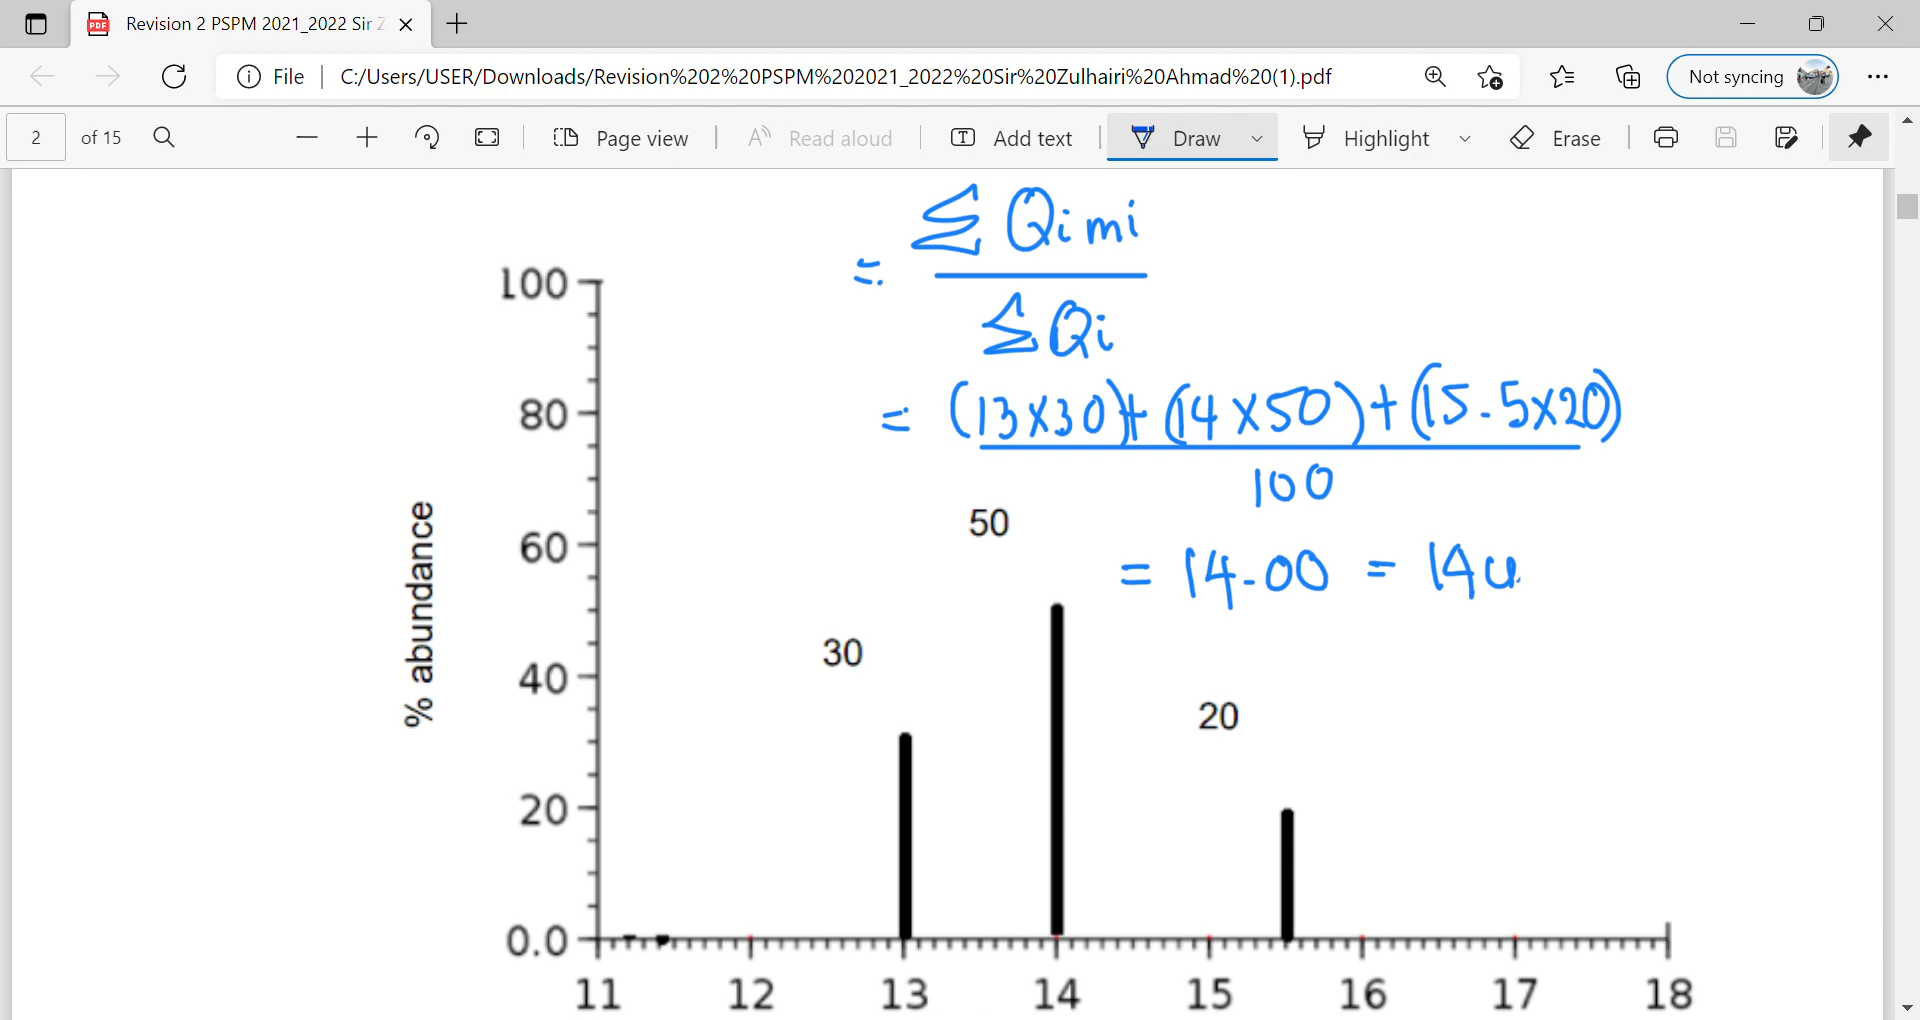 Revision 2 PSPM 2021_2022 Sir Z
File C:/Users/USER/Downloads/Revision%202%20PSPM%202021_2022%20Sir%20Zulhairi%20Ahmad%20(1).pdf Not syncing
2 of 15 Page view Read aloud Add text Draw Highlight Erase
= Σ Qi mi
Σ Qi
= (13x30)+(14x50)+(15.5x20)
100
= 14.00 = 14u
100
80
60
40
20
0.0
% abundance
50
30
20
11 12 13 14 15 16 17 18